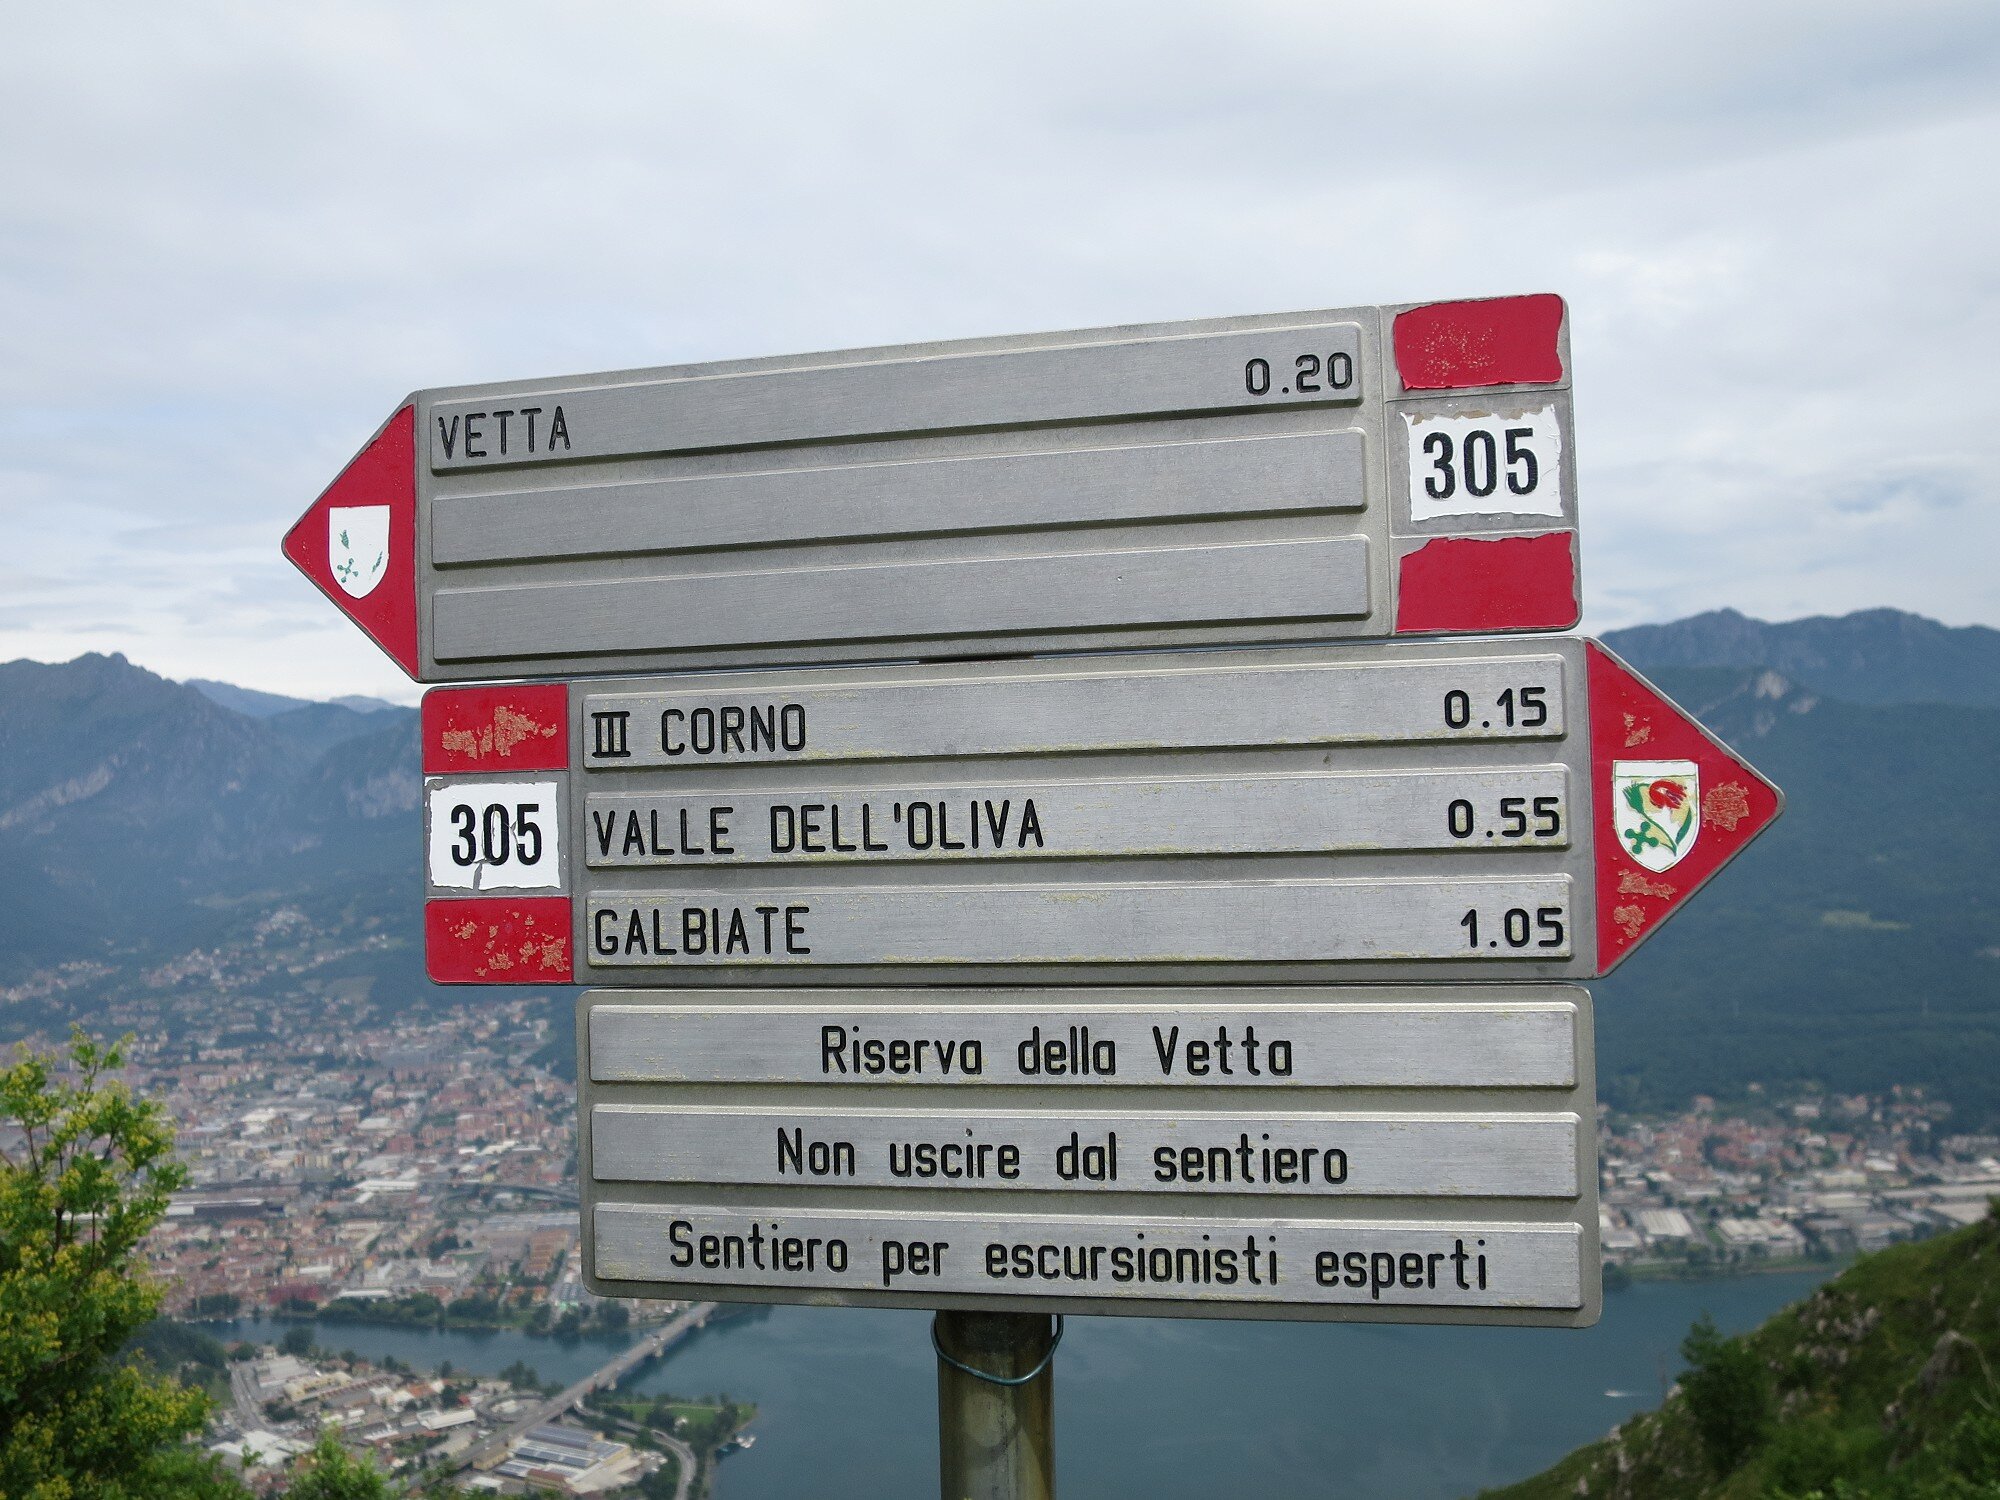 VETTA 0.20
305
III CORNO 0.15
305
VALLE DELL'OLIVA 0.55
GALBIATE 1.05
Riserva della Vetta
Non uscire dal sentiero
Sentiero per escursionisti esperti